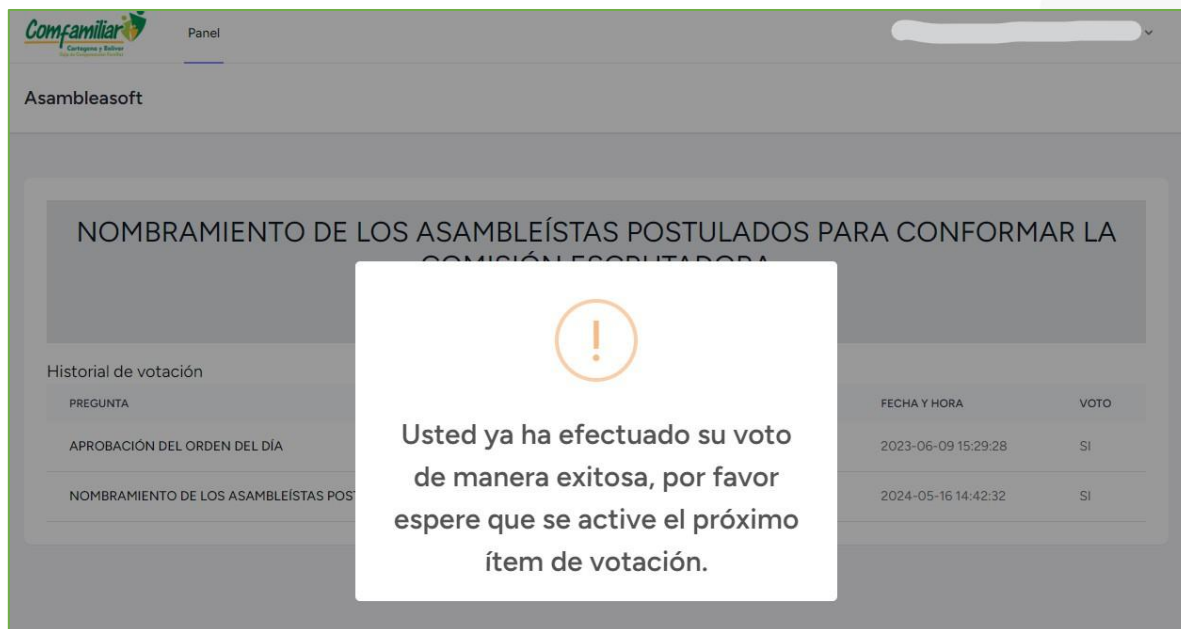 Comfamiliar
Cartagena y Bolívar
Panel
Asambleasoft
NOMBRAMIENTO DE LOS ASAMBLEÍSTAS POSTULADOS PARA CONFORMAR LA
COMISIÓN ESCRUTADORA
!
Usted ya ha efectuado su voto
de manera exitosa, por favor
espere que se active el próximo
ítem de votación.
Historial de votación
PREGUNTA FECHA Y HORA VOTO
APROBACIÓN DEL ORDEN DEL DÍA 2023-06-09 15:29:28 SI
NOMBRAMIENTO DE LOS ASAMBLEÍSTAS POS 2024-05-16 14:42:32 SI